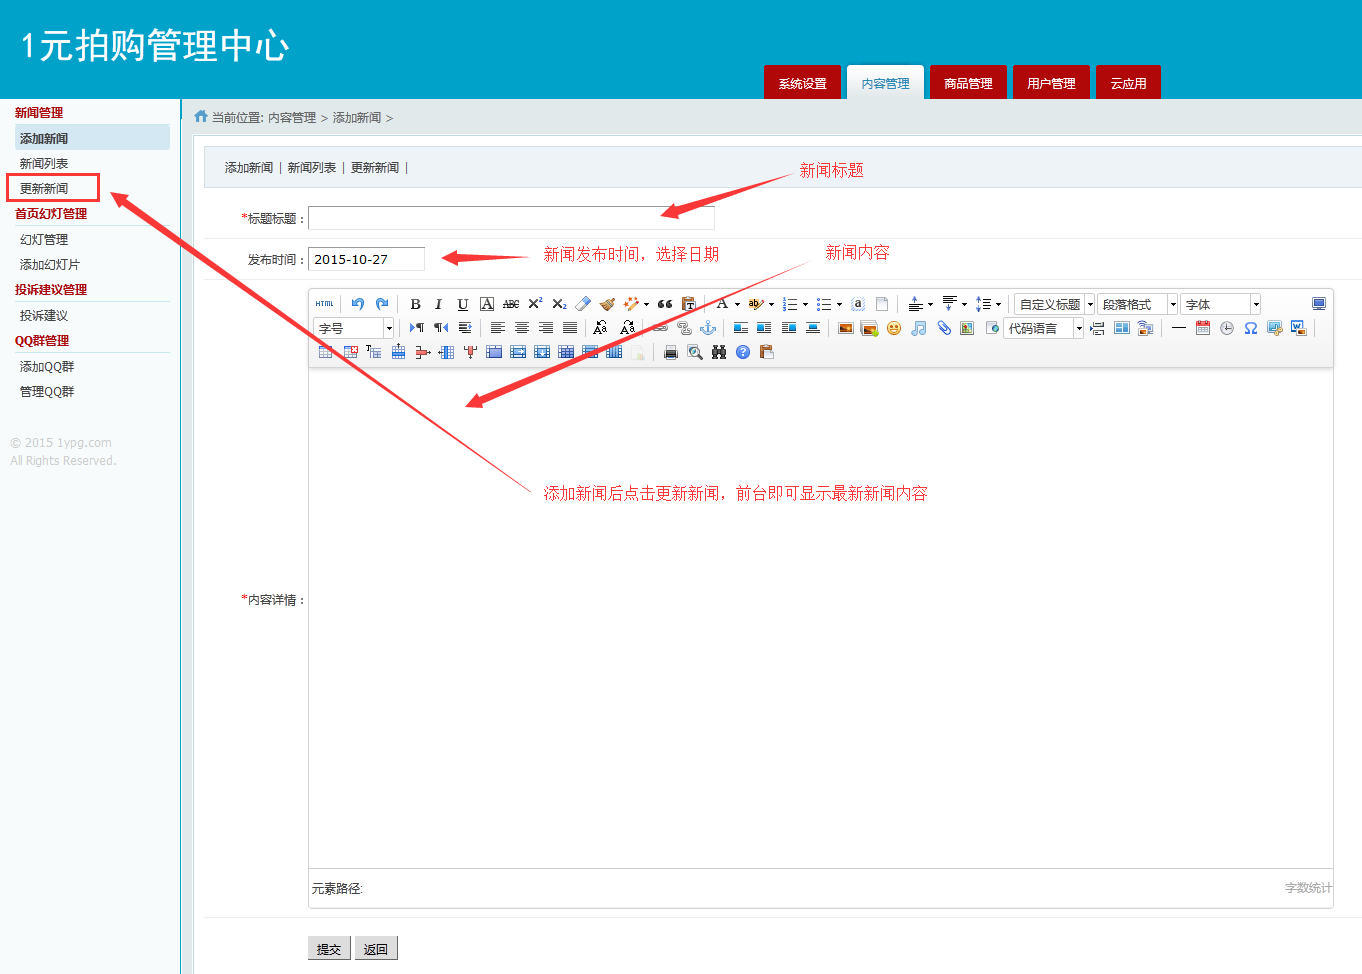 1元拍购管理中心
系统设置
内容管理
商品管理
用户管理
云应用
新闻管理
添加新闻
新闻列表
更新新闻
首页幻灯管理
幻灯管理
添加幻灯片
投诉建议管理
投诉建议
QQ群管理
添加QQ群
管理QQ群
© 2015 1ypg.com
All Rights Reserved.
当前位置: 内容管理 > 添加新闻 >
添加新闻 | 新闻列表 | 更新新闻 |
新闻标题
*标题标题：
发布时间： 2015-10-27
新闻发布时间，选择日期
新闻内容
HTML
自定义标题
段落格式
字体
字号
代码语言
添加新闻后点击更新新闻，前台即可显示最新新闻内容
*内容详情：
元素路径:
字数统计
提交
返回